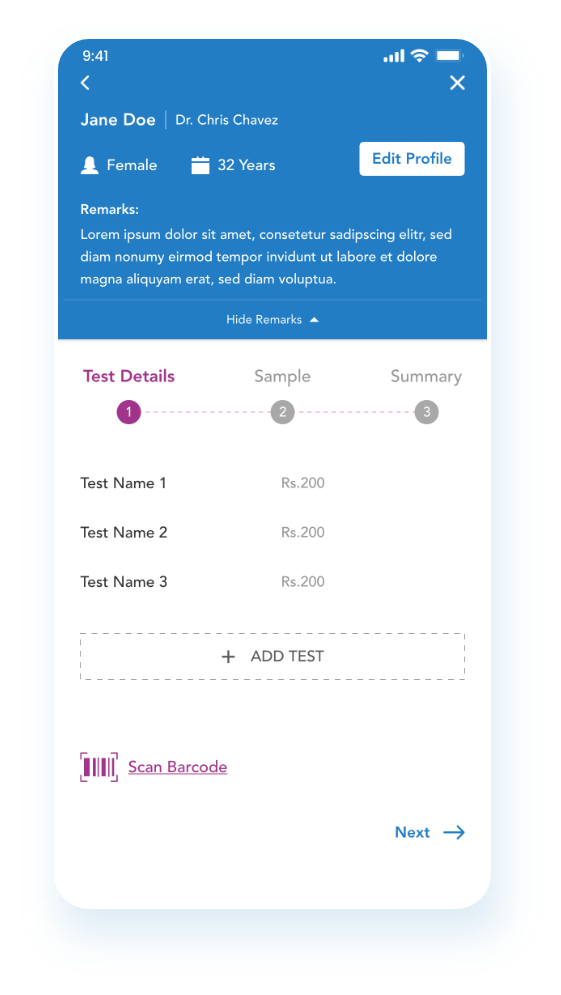 9:41
Jane Doe | Dr. Chris Chavez
Female 32 Years Edit Profile
Remarks:
Lorem ipsum dolor sit amet, consetetur sadipscing elitr, sed
diam nonumy eirmod tempor invidunt ut labore et dolore
magna aliquyam erat, sed diam voluptua.
Hide Remarks
Test Details Sample Summary
1 2 3
Test Name 1 Rs.200
Test Name 2 Rs.200
Test Name 3 Rs.200
+ ADD TEST
Scan Barcode
Next